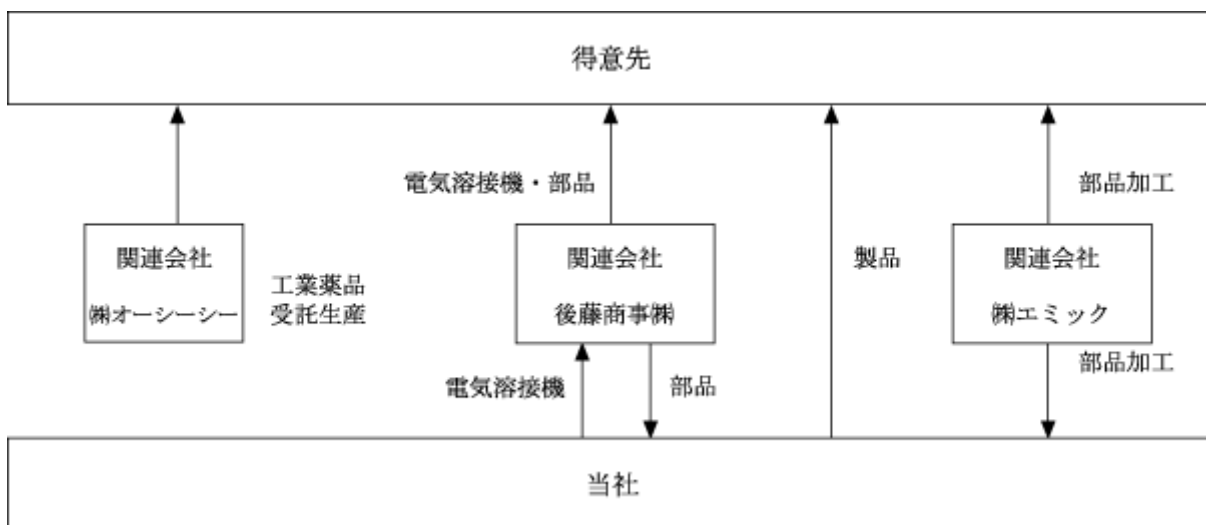 得意先
電気溶接機・部品
部品加工
関連会社
㈱オーシーシー
工業薬品
受託生産
関連会社
後藤商事㈱
製品
関連会社
㈱エミック
電気溶接機
部品
部品加工
当社